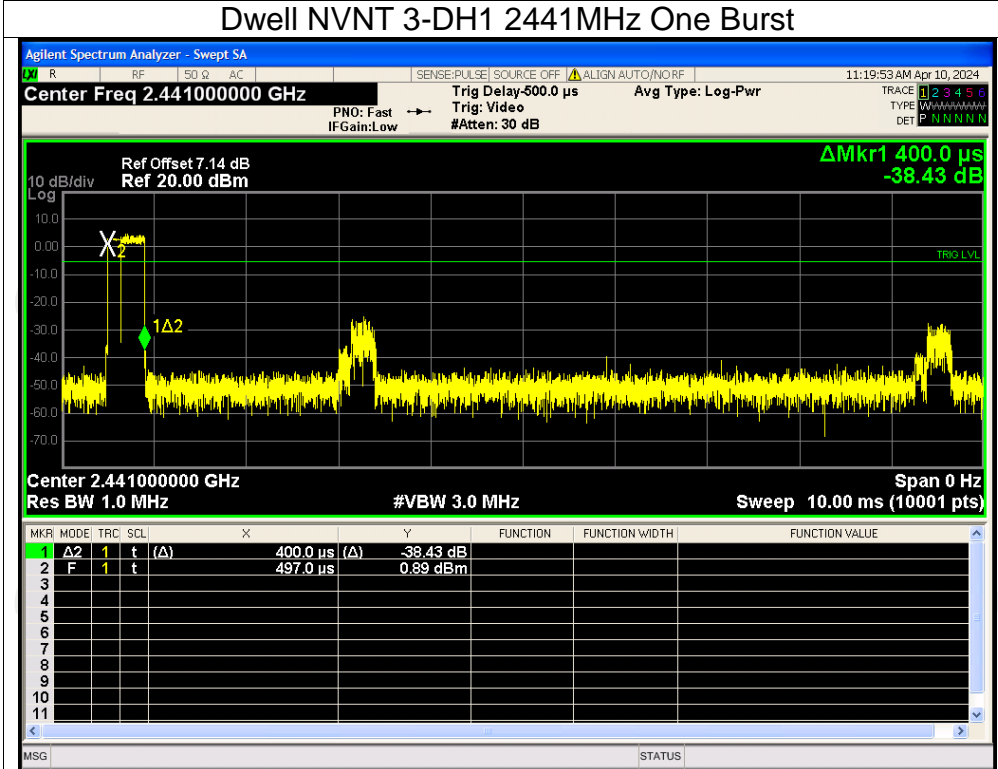 Dwell NVNT 3-DH1 2441MHz One Burst
Agilent Spectrum Analyzer - Swept SA
LXI R RF 50 Ω AC SENSE:PULSE SOURCE OFF ALIGN AUTO/NO RF 11:19:53 AM Apr 10, 2024
Center Freq 2.441000000 GHz Trig Delay-500.0 µs Avg Type: Log-Pwr TRACE 1 2 3 4 5 6
PNO: Fast Trig: Video TYPE WWWWWWW
IFGain:Low #Atten: 30 dB DET P N N N N N
ΔMkr1 400.0 µs
Ref Offset 7.14 dB
-38.43 dB
10 dB/div Ref 20.00 dBm
Log
10.0
0.00
2
TRIG LVL
-10.0
-20.0
-30.0
1Δ2
-40.0
-50.0
-60.0
-70.0
Center 2.441000000 GHz Span 0 Hz
Res BW 1.0 MHz #VBW 3.0 MHz Sweep 10.00 ms (10001 pts)
MKR MODE TRC SCL X Y FUNCTION FUNCTION WIDTH FUNCTION VALUE
1 Δ2 1 t (Δ) 400.0 µs (Δ) -38.43 dB
2 F 1 t 497.0 µs 0.89 dBm
3
4
5
6
7
8
9
10
11
MSG STATUS